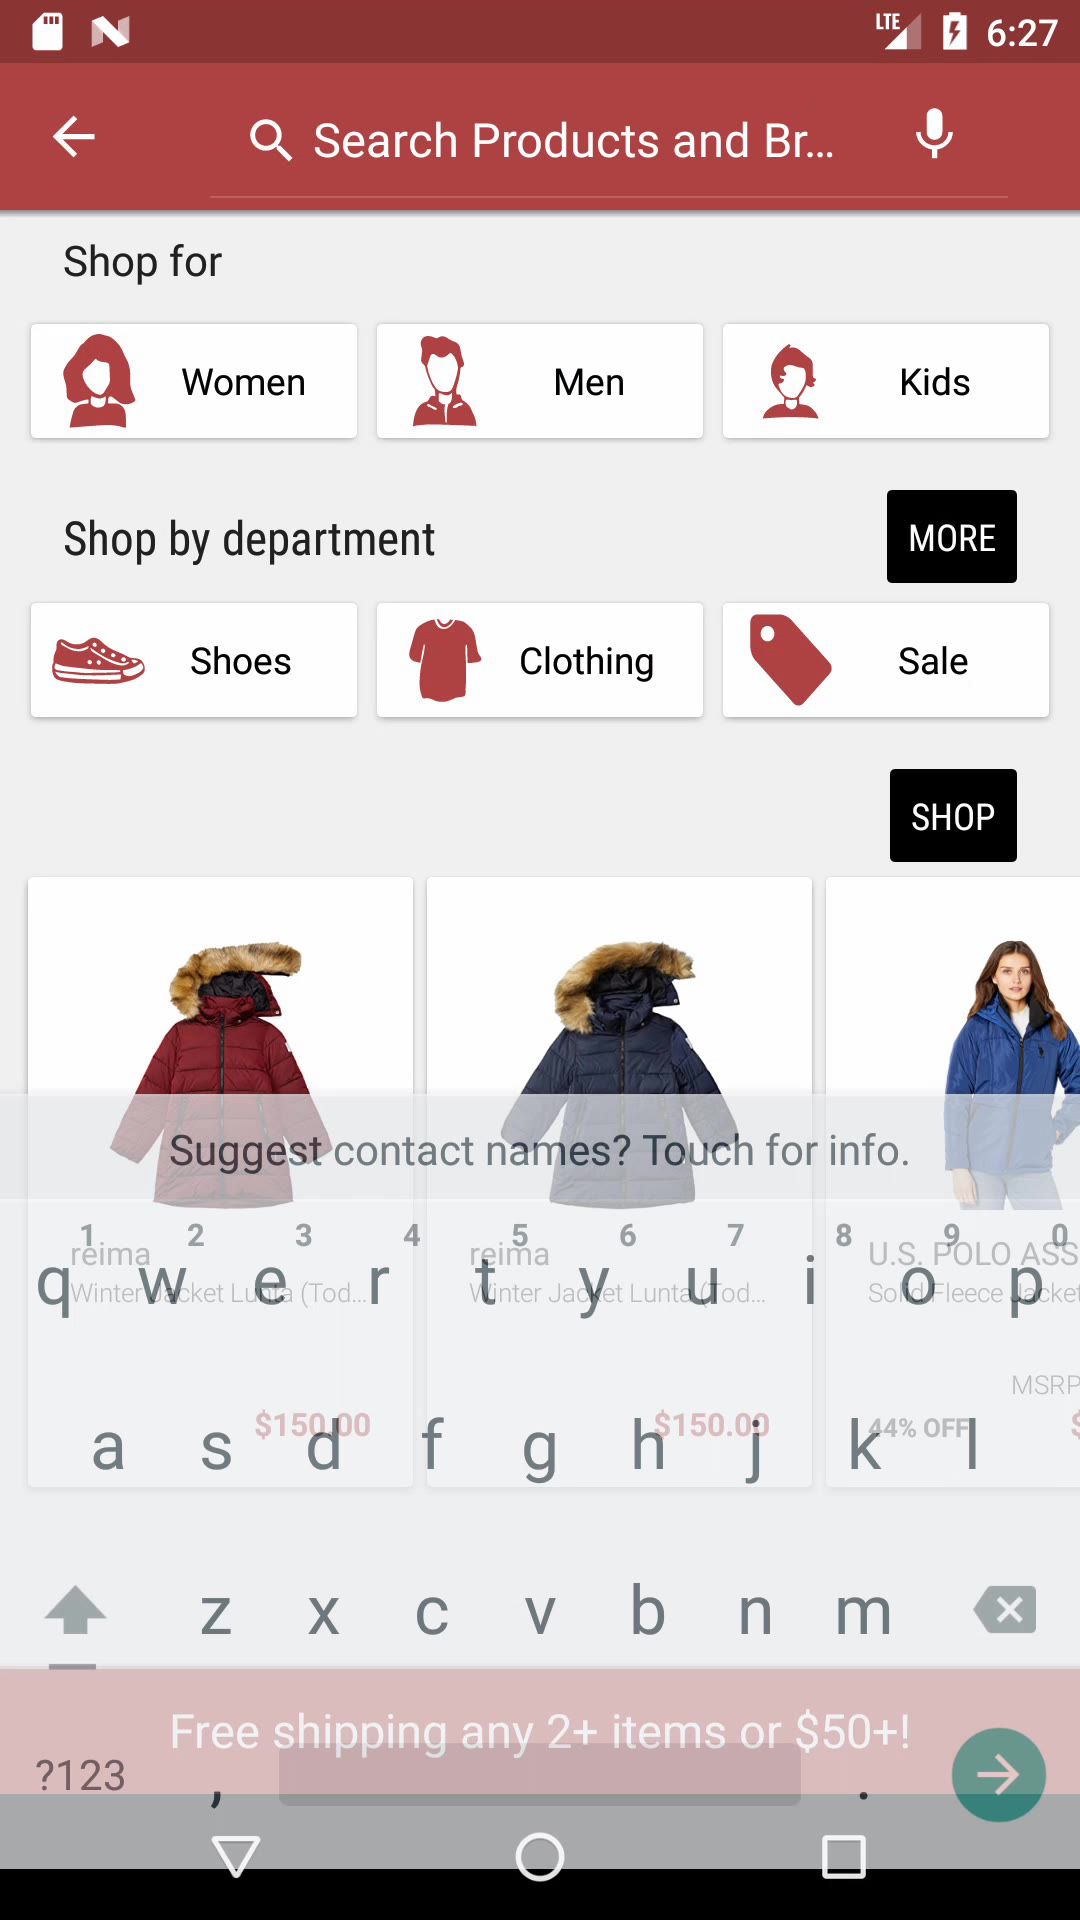 LTE 6:27
Search Products and Br...
Shop for
Women Men Kids
Shop by department MORE
Shoes Clothing Sale
SHOP
Suggest contact names? Touch for info.
1 2 3 4 5 6 7 8 9 0
reima reima U.S. POLO ASS
q w e r t y u i o p
Winter Jacket Lunta (Tod... Winter Jacket Lunta (Tod... Solid Fleece Jacket
MSRP
$150.00 $150.00 44% OFF $
a s d f g h j k l
z x c v b n m
Free shipping any 2+ items or $50+!
?123 , .